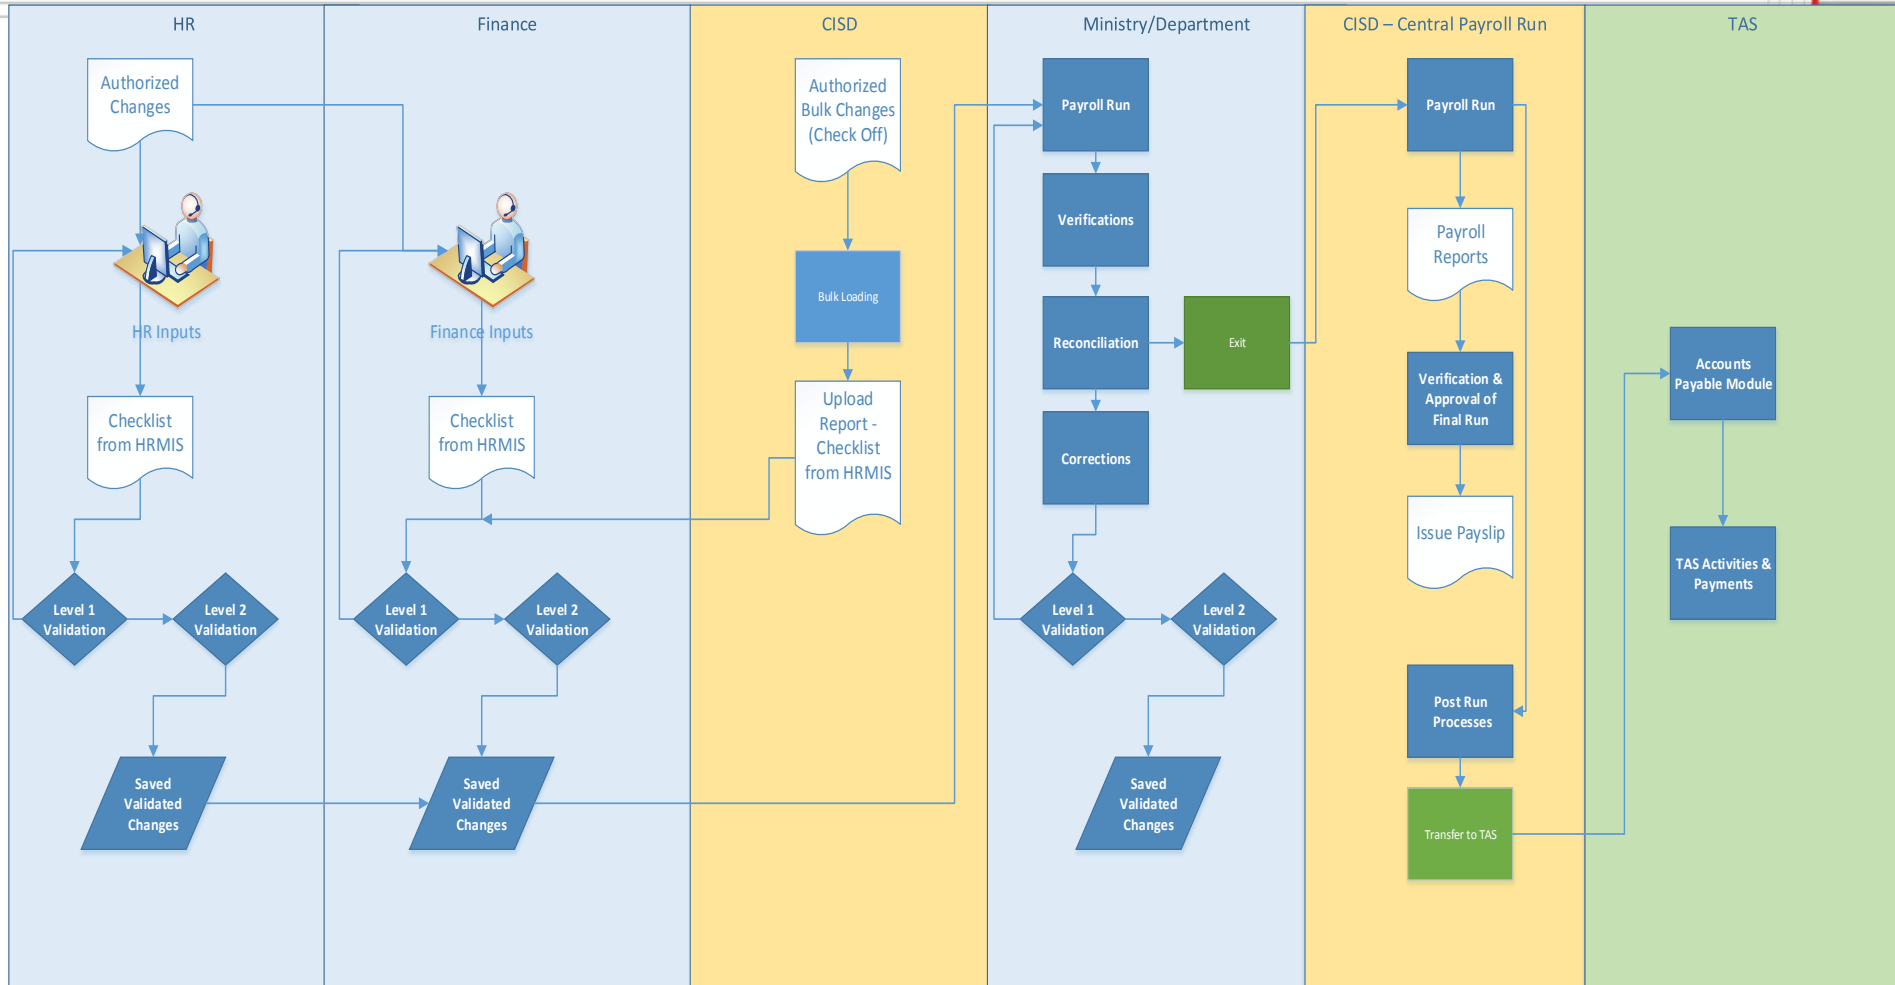 HR
Finance
CISD
Ministry/Department
CISD – Central Payroll Run
TAS
Authorized
Changes
HR Inputs
Checklist
from HRMIS
Level 1
Validation
Level 2
Validation
Saved
Validated
Changes
Finance Inputs
Checklist
from HRMIS
Level 1
Validation
Level 2
Validation
Saved
Validated
Changes
Authorized
Bulk Changes
(Check Off)
Bulk Loading
Upload
Report -
Checklist
from HRMIS
Payroll Run
Verifications
Reconciliation
Exit
Corrections
Level 1
Validation
Level 2
Validation
Saved
Validated
Changes
Payroll Run
Payroll
Reports
Verification &
Approval of
Final Run
Issue Payslip
Post Run
Processes
Transfer to TAS
Accounts
Payable Module
TAS Activities &
Payments